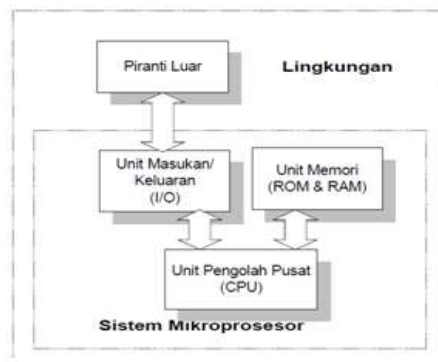 Piranti Luar
Lingkungan
Unit Masukan/
Keluaran
(I/O)
Unit Memori
(ROM & RAM)
Unit Pengolah Pusat
(CPU)
Sistem Mikroprosesor